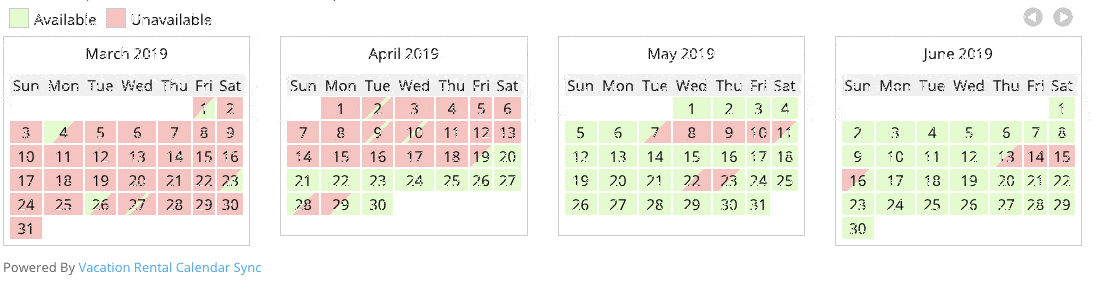 Available Unavailable
March 2019 April 2019 May 2019 June 2019
Sun Mon Tue Wed Thu Fri Sat Sun Mon Tue Wed Thu Fri Sat Sun Mon Tue Wed Thu Fri Sat Sun Mon Tue Wed Thu Fri Sat
1 2 1 2 3 4 5 6 1 2 3 4 1
3 4 5 6 7 8 9 7 8 9 10 11 12 13 5 6 7 8 9 10 11 2 3 4 5 6 7 8
10 11 12 13 14 15 16 14 15 16 17 18 19 20 12 13 14 15 16 17 18 9 10 11 12 13 14 15
17 18 19 20 21 22 23 21 22 23 24 25 26 27 19 20 21 22 23 24 25 16 17 18 19 20 21 22
24 25 26 27 28 29 30 28 29 30 26 27 28 29 30 31 23 24 25 26 27 28 29
31 30
Powered By Vacation Rental Calendar Sync